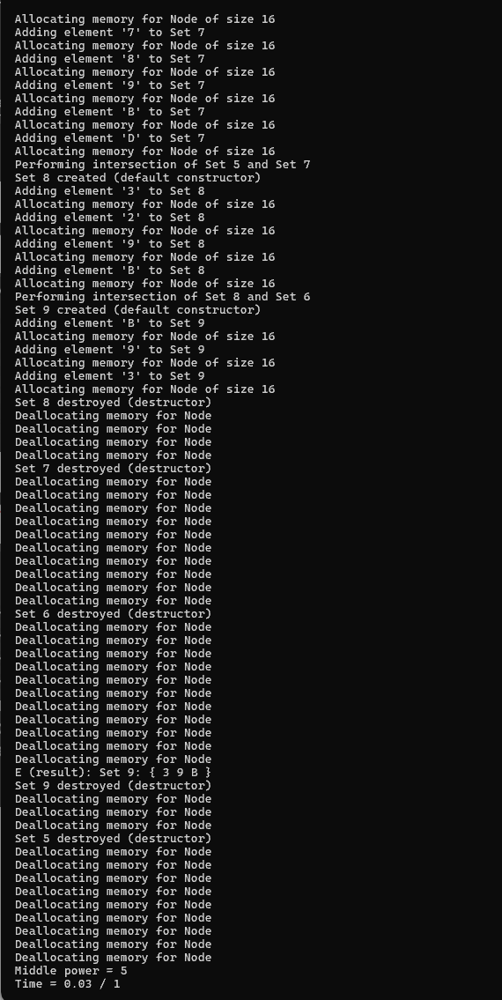 Allocating memory for Node of size 16
Adding element '7' to Set 7
Allocating memory for Node of size 16
Adding element '8' to Set 7
Allocating memory for Node of size 16
Adding element '9' to Set 7
Allocating memory for Node of size 16
Adding element 'B' to Set 7
Allocating memory for Node of size 16
Adding element 'D' to Set 7
Allocating memory for Node of size 16
Performing intersection of Set 5 and Set 7
Set 8 created (default constructor)
Adding element '3' to Set 8
Allocating memory for Node of size 16
Adding element '2' to Set 8
Allocating memory for Node of size 16
Adding element '9' to Set 8
Allocating memory for Node of size 16
Adding element 'B' to Set 8
Allocating memory for Node of size 16
Performing intersection of Set 8 and Set 6
Set 9 created (default constructor)
Adding element 'B' to Set 9
Allocating memory for Node of size 16
Adding element '9' to Set 9
Allocating memory for Node of size 16
Adding element '3' to Set 9
Allocating memory for Node of size 16
Set 8 destroyed (destructor)
Deallocating memory for Node
Deallocating memory for Node
Deallocating memory for Node
Deallocating memory for Node
Set 7 destroyed (destructor)
Deallocating memory for Node
Deallocating memory for Node
Deallocating memory for Node
Deallocating memory for Node
Deallocating memory for Node
Deallocating memory for Node
Deallocating memory for Node
Deallocating memory for Node
Deallocating memory for Node
Deallocating memory for Node
Set 6 destroyed (destructor)
Deallocating memory for Node
Deallocating memory for Node
Deallocating memory for Node
Deallocating memory for Node
Deallocating memory for Node
Deallocating memory for Node
Deallocating memory for Node
Deallocating memory for Node
Deallocating memory for Node
Deallocating memory for Node
Deallocating memory for Node
E (result): Set 9: { 3 9 B }
Set 9 destroyed (destructor)
Deallocating memory for Node
Deallocating memory for Node
Deallocating memory for Node
Set 5 destroyed (destructor)
Deallocating memory for Node
Deallocating memory for Node
Deallocating memory for Node
Deallocating memory for Node
Deallocating memory for Node
Deallocating memory for Node
Deallocating memory for Node
Deallocating memory for Node
Deallocating memory for Node
Middle power = 5
Time = 0.03 / 1